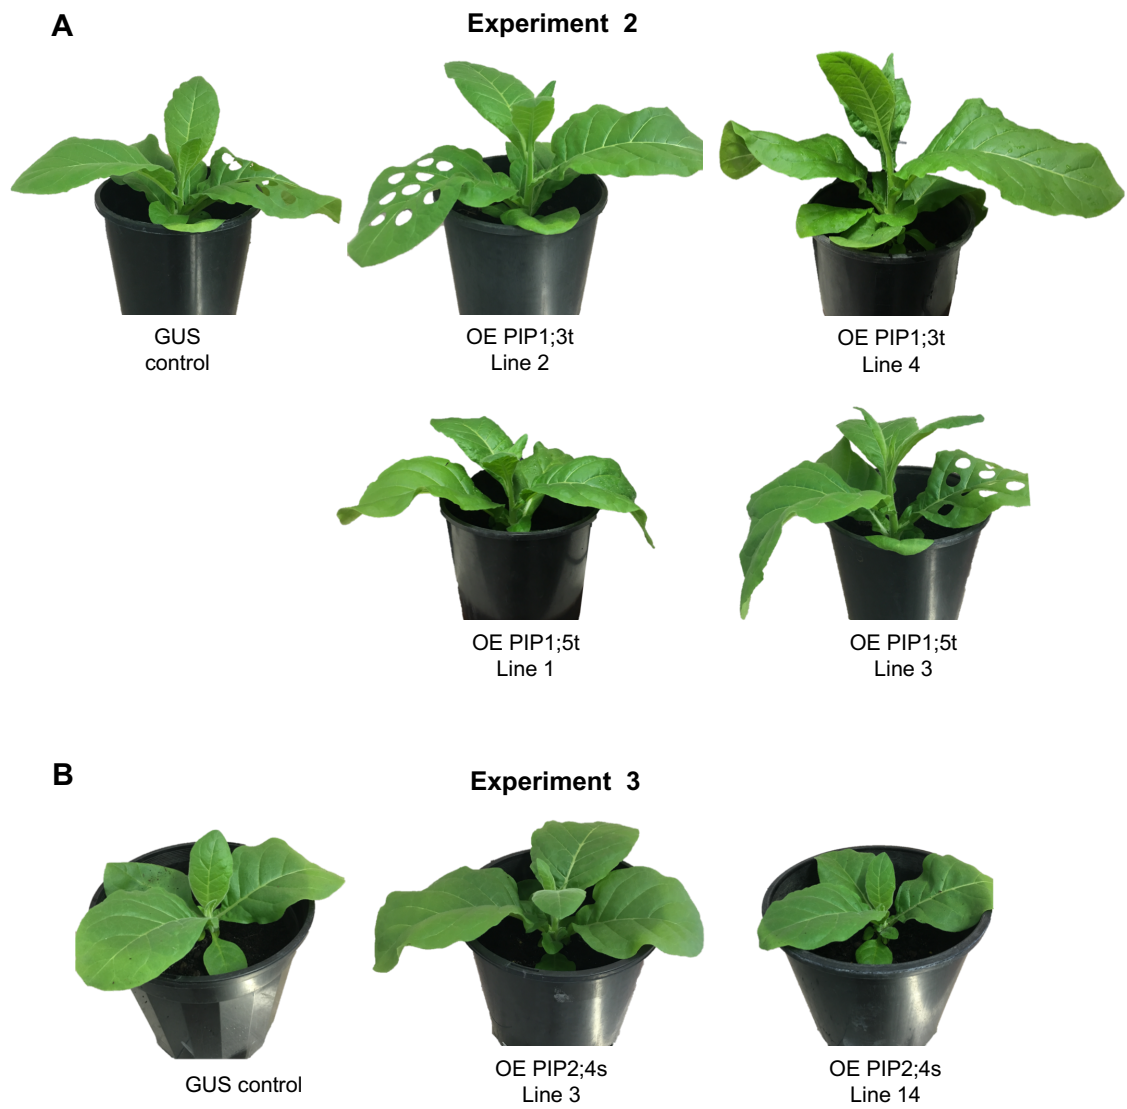 A
Experiment 2
GUS
control
OE PIP1;3t
Line 2
OE PIP1;3t
Line 4
OE PIP1;5t
Line 1
OE PIP1;5t
Line 3
B
Experiment 3
GUS control
OE PIP2;4s
Line 3
OE PIP2;4s
Line 14